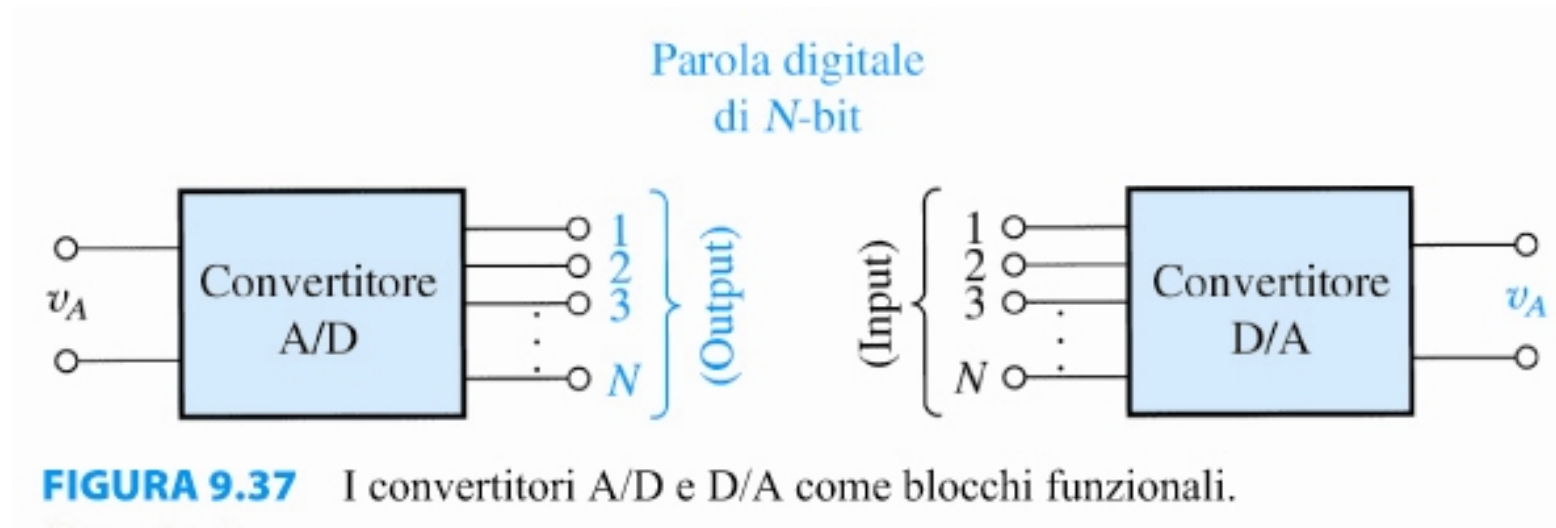 Parola digitale
di N-bit
v_A
Convertitore
A/D
1
2
3
N
(Output)
(Input)
1
2
3
N
Convertitore
D/A
v_A
FIGURA 9.37 I convertitori A/D e D/A come blocchi funzionali.